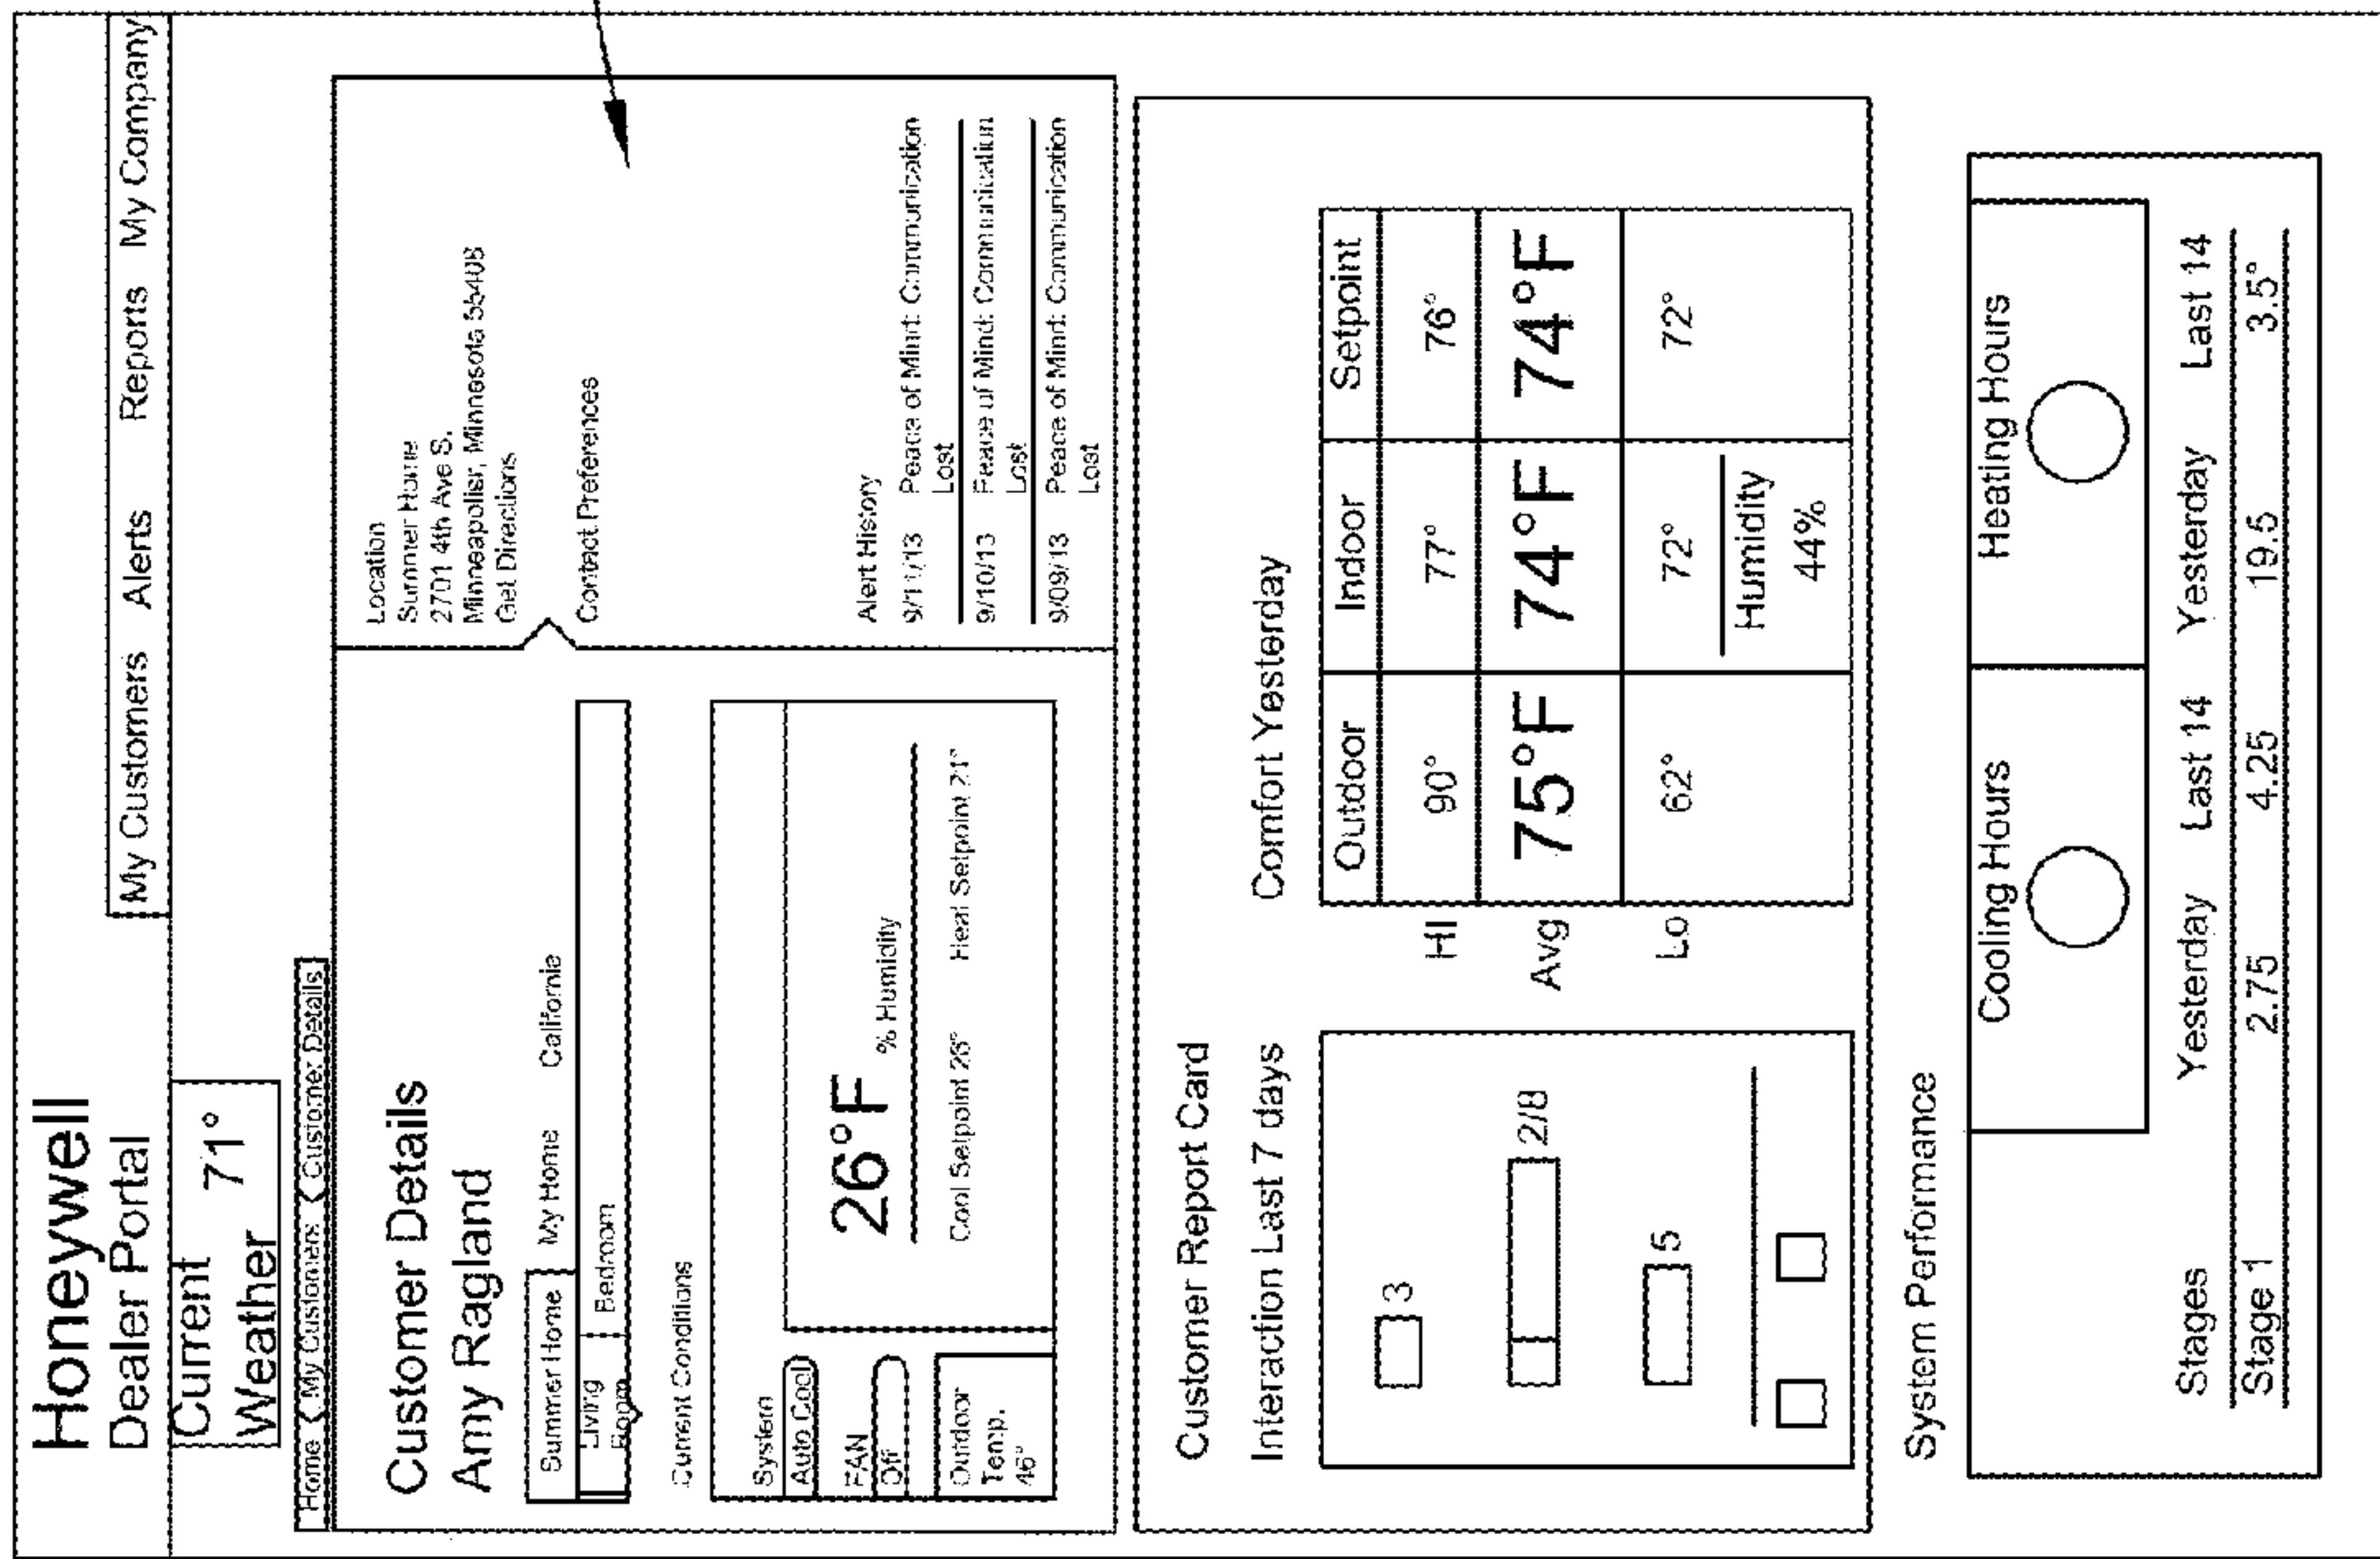 Honeywell
Dealer Portal
My Customers Alerts Reports My Company
Current 71°
Weather
Home My Customers Customer Details
Customer Details
Amy Ragland
Summer Home My Home California
Living Bedroom
Room
Current Conditions
System
Auto Cool
FAN
Off
Outdoor
Temp.
46°
26°F
% Humidity
Cool Setpoint 26° Heat Setpoint 21°
Location
Summer Home
2701 4th Ave S.
Minneapolis, Minnesota 55408
Get Directions
Contact Preferences
Alert History
9/11/13 Peace of Mind: Communication
Lost
9/10/13 Peace of Mind: Communication
Lost
9/09/13 Peace of Mind: Communication
Lost
Customer Report Card
Interaction Last 7 days
3
2/8
5
Comfort Yesterday
Outdoor Indoor Setpoint
HI 90° 77° 76°
Avg 75°F 74°F 74°F
Lo 62° 72° 72°
Humidity
44%
System Performance
Cooling Hours Heating Hours
Stages Yesterday Last 14 Yesterday Last 14
Stage 1 2.75 4.25 19.5 3.5°